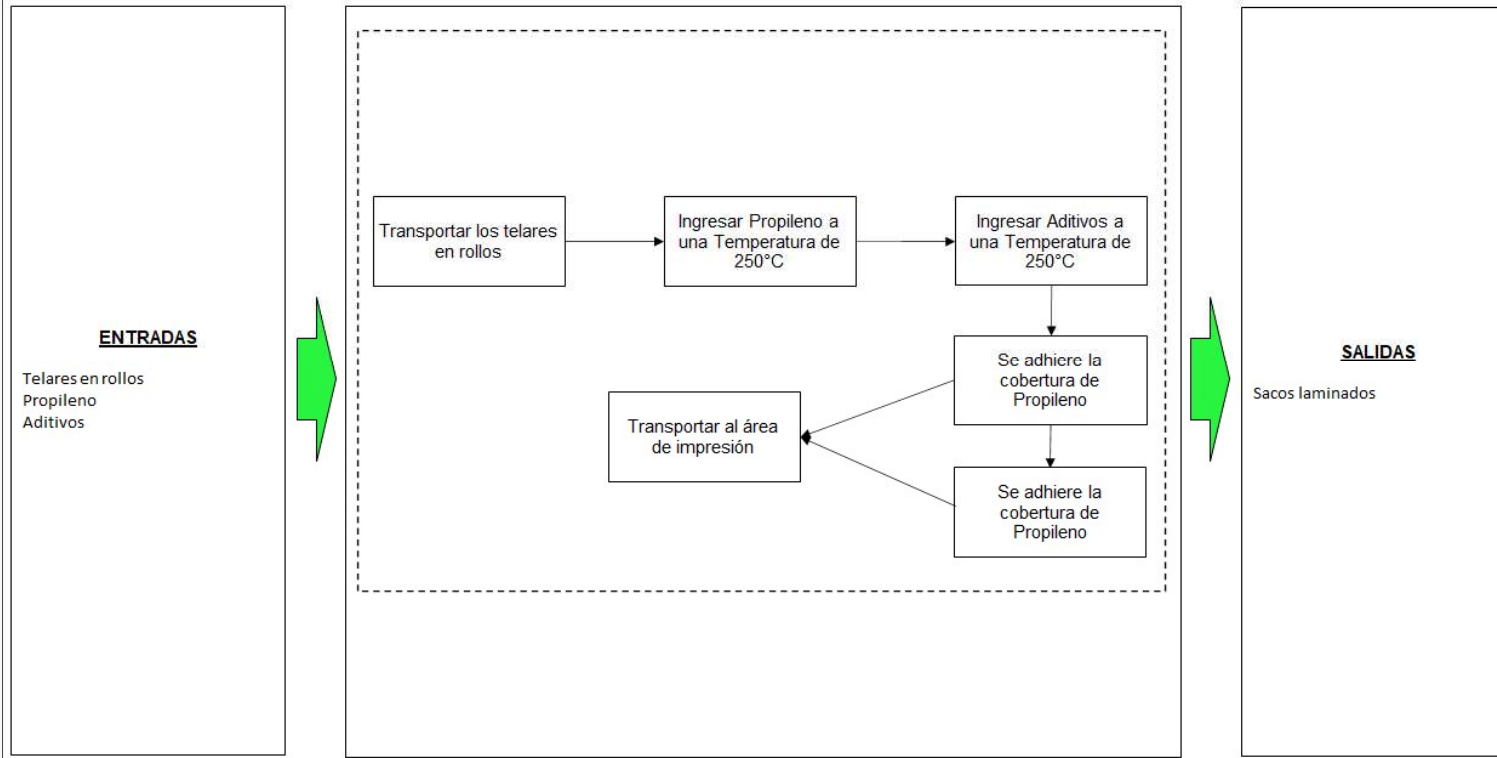 ENTRADAS
Telares en rollos
Propileno
Aditivos
Transportar los telares
en rollos
Ingresar Propileno a
una Temperatura de
250°C
Ingresar Aditivos a
una Temperatura de
250°C
Se adhiere la
cobertura de
Propileno
Transportar al área
de impresión
Se adhiere la
cobertura de
Propileno
SALIDAS
Sacos laminados